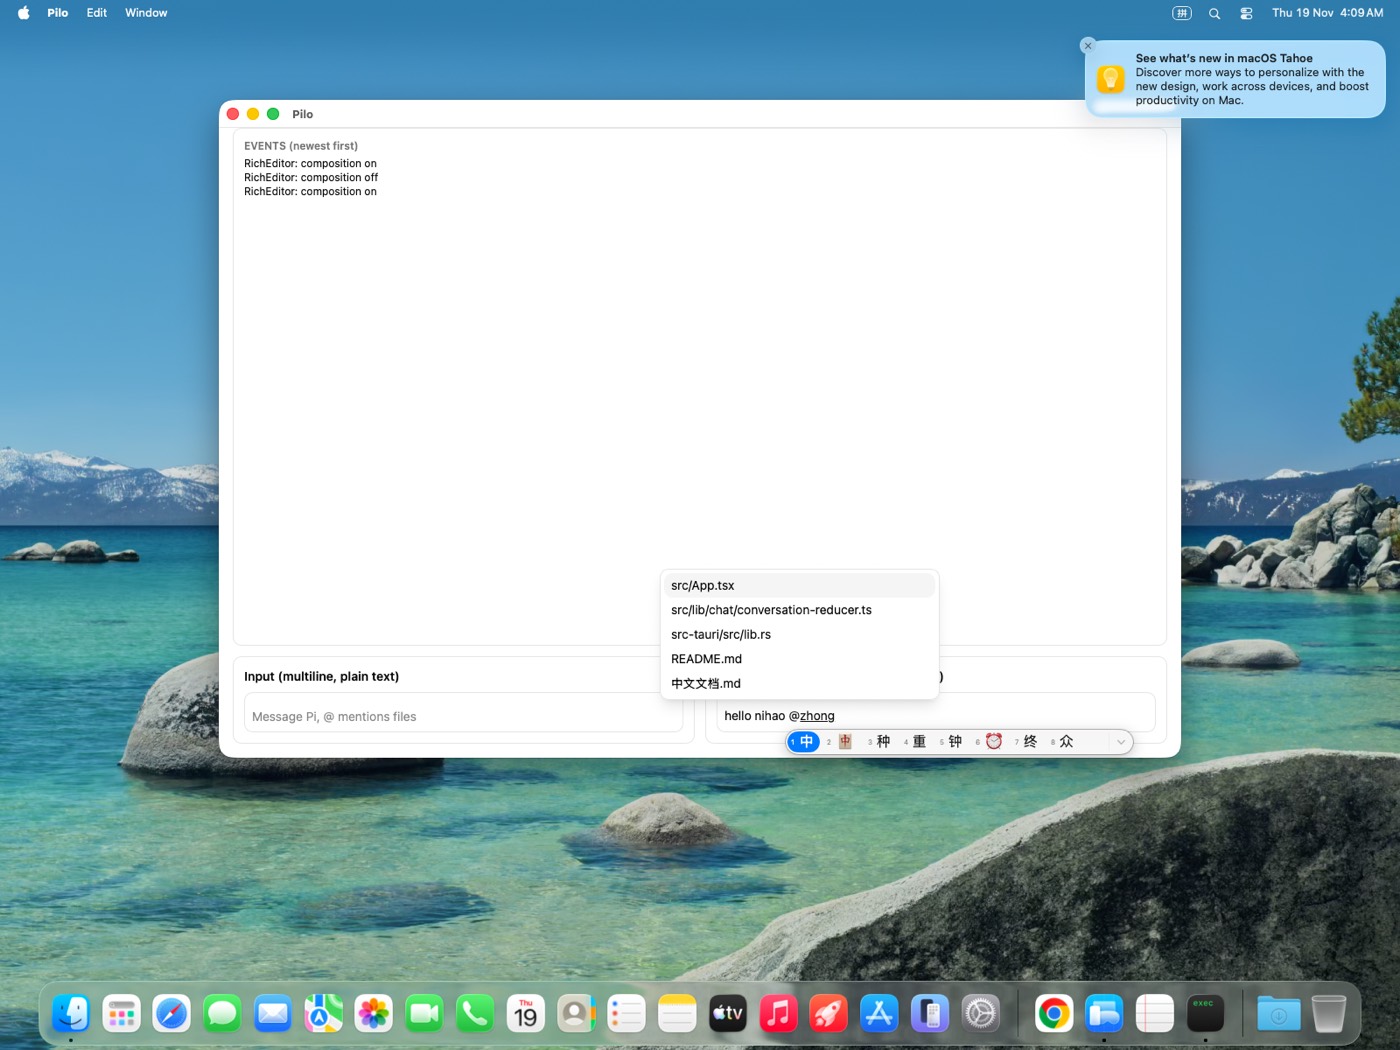 Pilo Edit Window
拼 Thu 19 Nov 4:09 AM
See what's new in macOS Tahoe
Discover more ways to personalize with the
new design, work across devices, and boost
productivity on Mac.
Pilo
EVENTS (newest first)
RichEditor: composition on
RichEditor: composition off
RichEditor: composition on
src/App.tsx
src/lib/chat/conversation-reducer.ts
src-tauri/src/lib.rs
README.md
中文文档.md
Input (multiline, plain text)
)
Message Pi, @ mentions files
hello nihao @zhong
1 中 2 🀄 3 种 4 重 5 钟 6 ⏰ 7 终 8 众
Thu
19
tv
exec